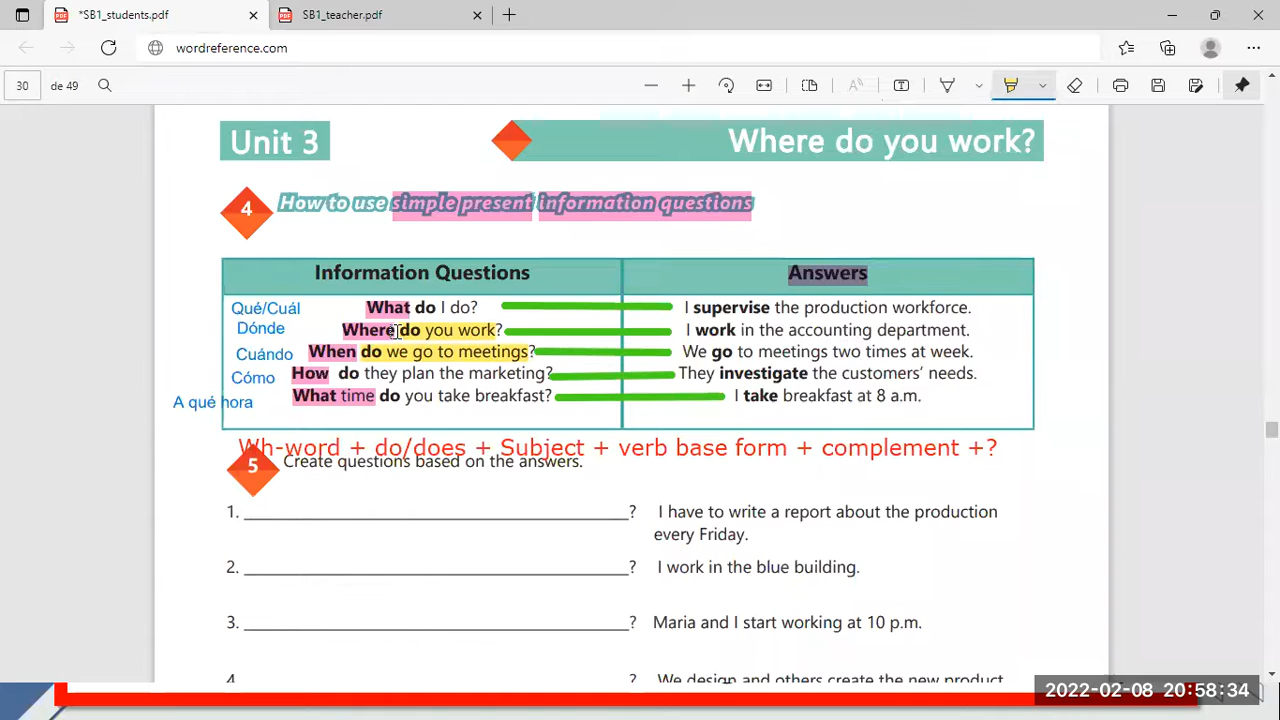 *SB1_students.pdf
SB1_teacher.pdf
wordreference.com
30 de 49
Unit 3
Where do you work?
4 How to use simple present information questions
Information Questions Answers
Qué/Cuál What do I do? I supervise the production workforce.
Dónde Where do you work? I work in the accounting department.
Cuándo When do we go to meetings? We go to meetings two times at week.
Cómo How do they plan the marketing? They investigate the customers' needs.
A qué hora What time do you take breakfast? I take breakfast at 8 a.m.
Wh-word + do/does + Subject + verb base form + complement +?
5 Create questions based on the answers.
1. ? I have to write a report about the production
every Friday.
2. ? I work in the blue building.
3. ? Maria and I start working at 10 p.m.
4. ? We design and others create the new product
2022-02-08 20:58:34